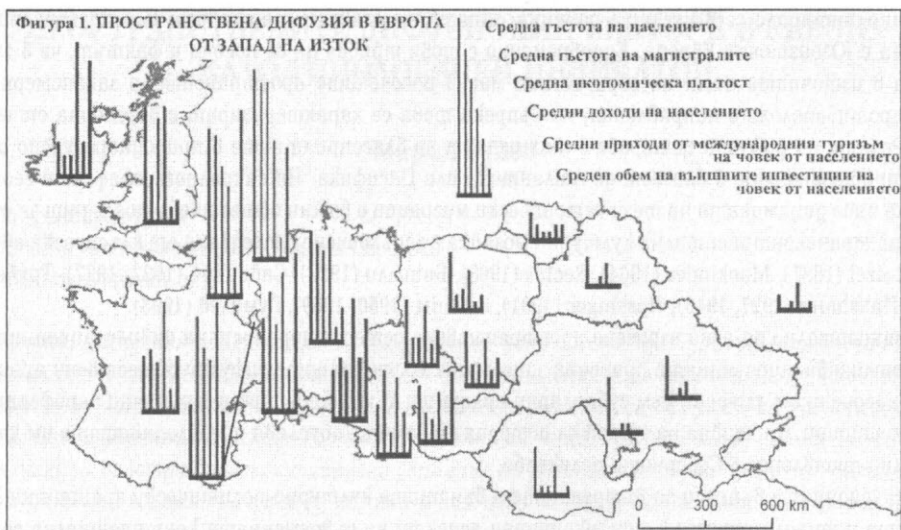 Фигура 1. ПРОСТРАНСТВЕНА ДИФУЗИЯ В ЕВРОПА
ОТ ЗАПАД НА ИЗТОК
Средна гъстота на населението
Средна гъстота на магистралите
Средна икономическа плътност
Средни доходи на населението
Средни приходи от международния туризъм
на човек от населението
Среден обем на външните инвестиции на
човек от населението
0 300 600 km